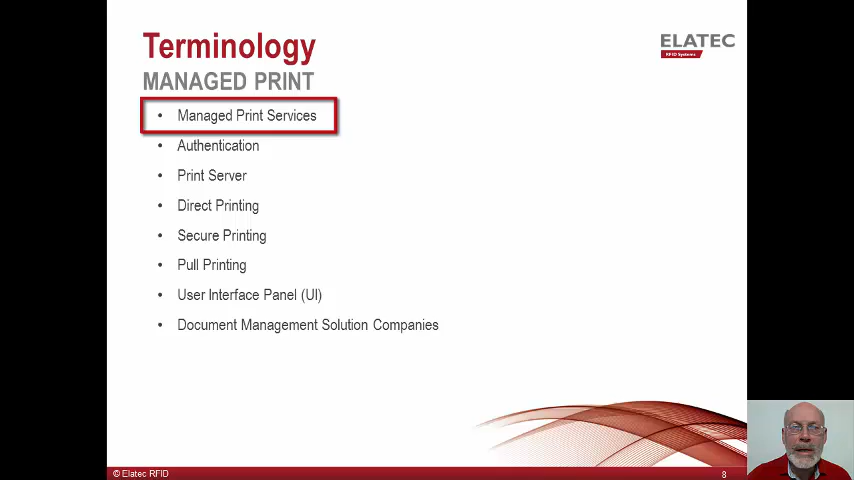 Terminology
ELATEC
RFID Systems
MANAGED PRINT
• Managed Print Services
• Authentication
• Print Server
• Direct Printing
• Secure Printing
• Pull Printing
• User Interface Panel (UI)
• Document Management Solution Companies
© Elatec RFID
8